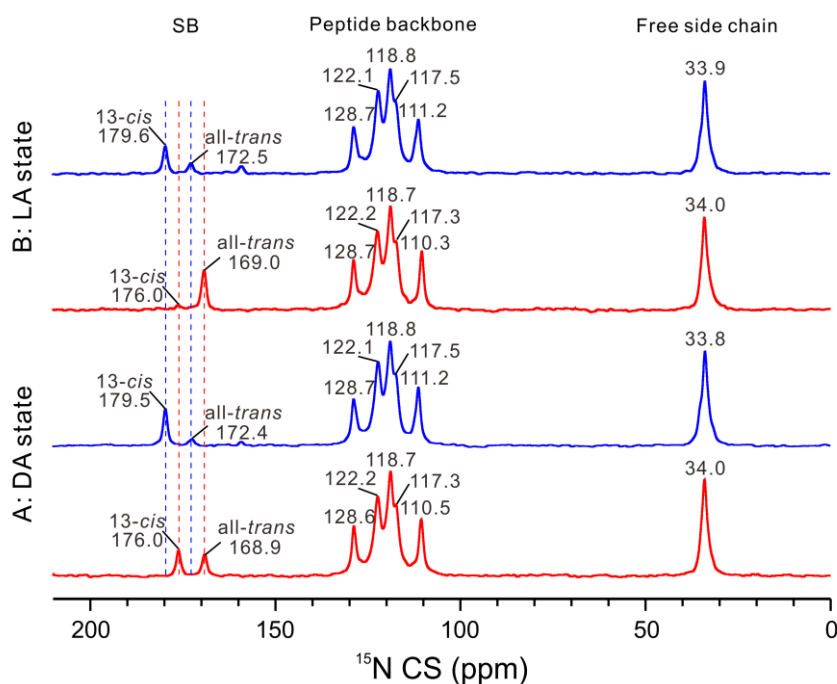 SB Peptide backbone Free side chain
B: LA state
13-cis
179.6
all-trans
172.5
128.7
122.1
118.8
117.5
111.2
33.9
13-cis
176.0
all-trans
169.0
128.7
122.2
118.7
117.3
110.3
34.0
A: DA state
13-cis
179.5
all-trans
172.4
128.7
122.1
118.8
117.5
111.2
33.8
13-cis
176.0
all-trans
168.9
128.6
122.2
118.7
117.3
110.5
34.0
200 150 100 50 0
¹⁵N CS (ppm)